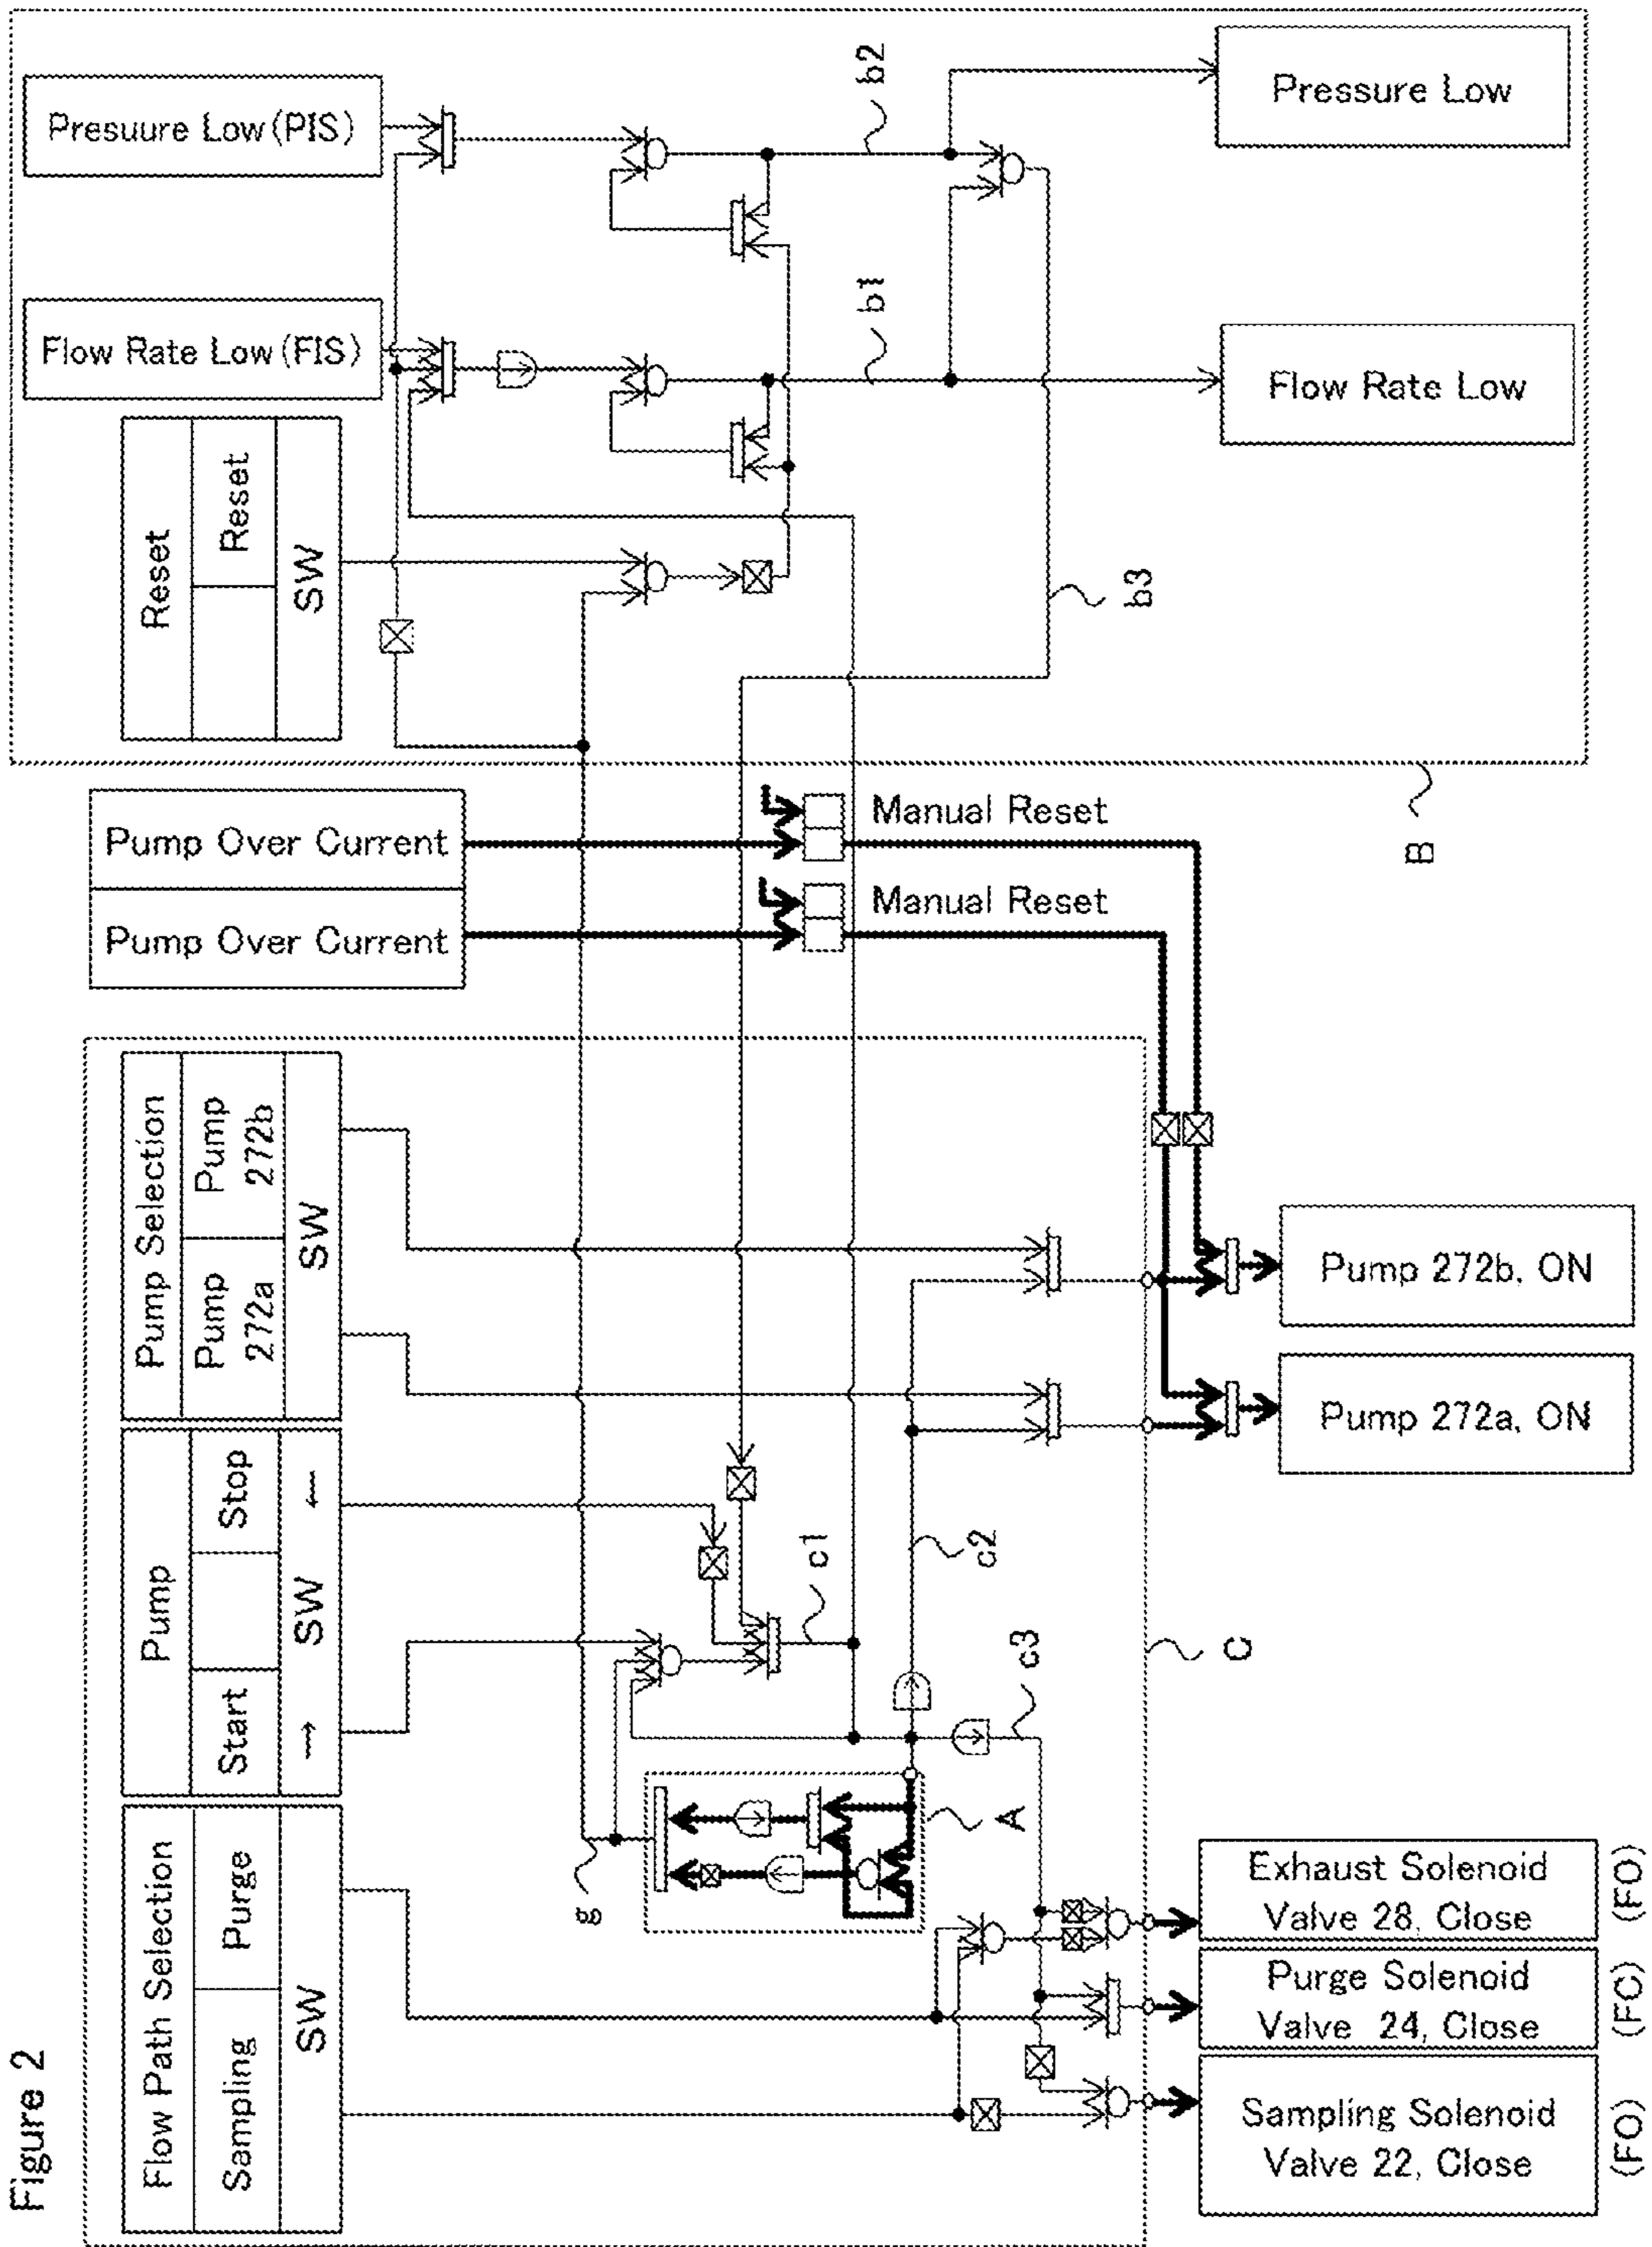 Figure 2
Flow Path Selection
Sampling
Purge
SW
Pump
Start
Stop
→ SW ←
Pump Selection
Pump
272a
Pump
272b
SW
Pump Over Current
Pump Over Current
Reset
Reset
SW
Flow Rate Low(FIS)
Presuure Low(PIS)
Manual Reset
Manual Reset
g
A
c1
c2
c3
C
B
b1
b2
b3
Sampling Solenoid
Valve 22, Close
(FO)
Purge Solenoid
Valve 24, Close
(FC)
Exhaust Solenoid
Valve 28, Close
(FO)
Pump 272a, ON
Pump 272b, ON
Flow Rate Low
Pressure Low